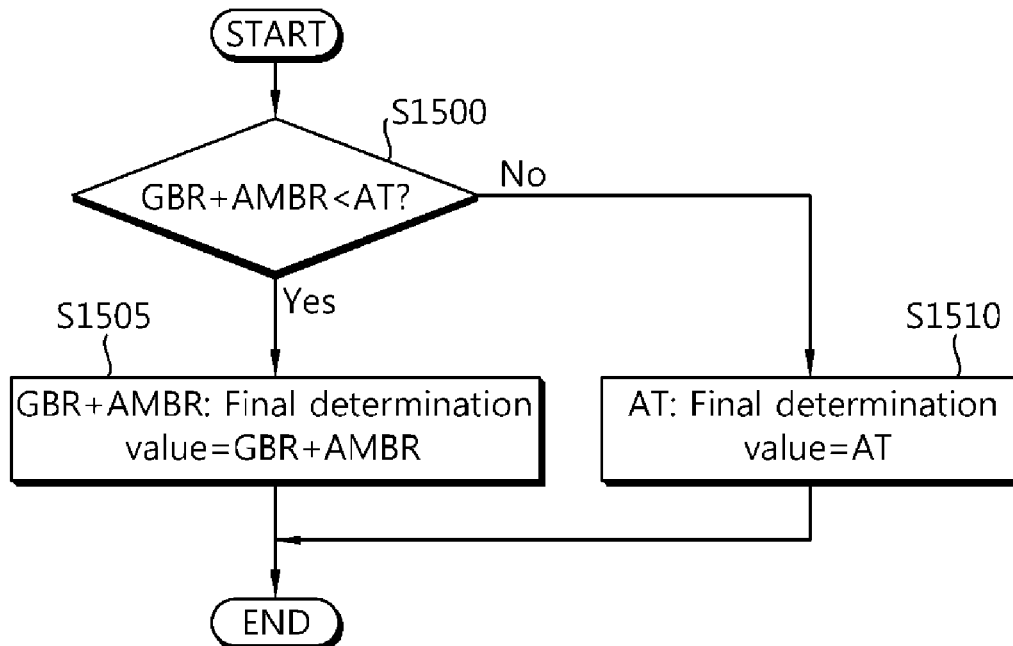 START
S1500
GBR+AMBR<AT?
No
Yes
S1505
GBR+AMBR: Final determination
value=GBR+AMBR
S1510
AT: Final determination
value=AT
END